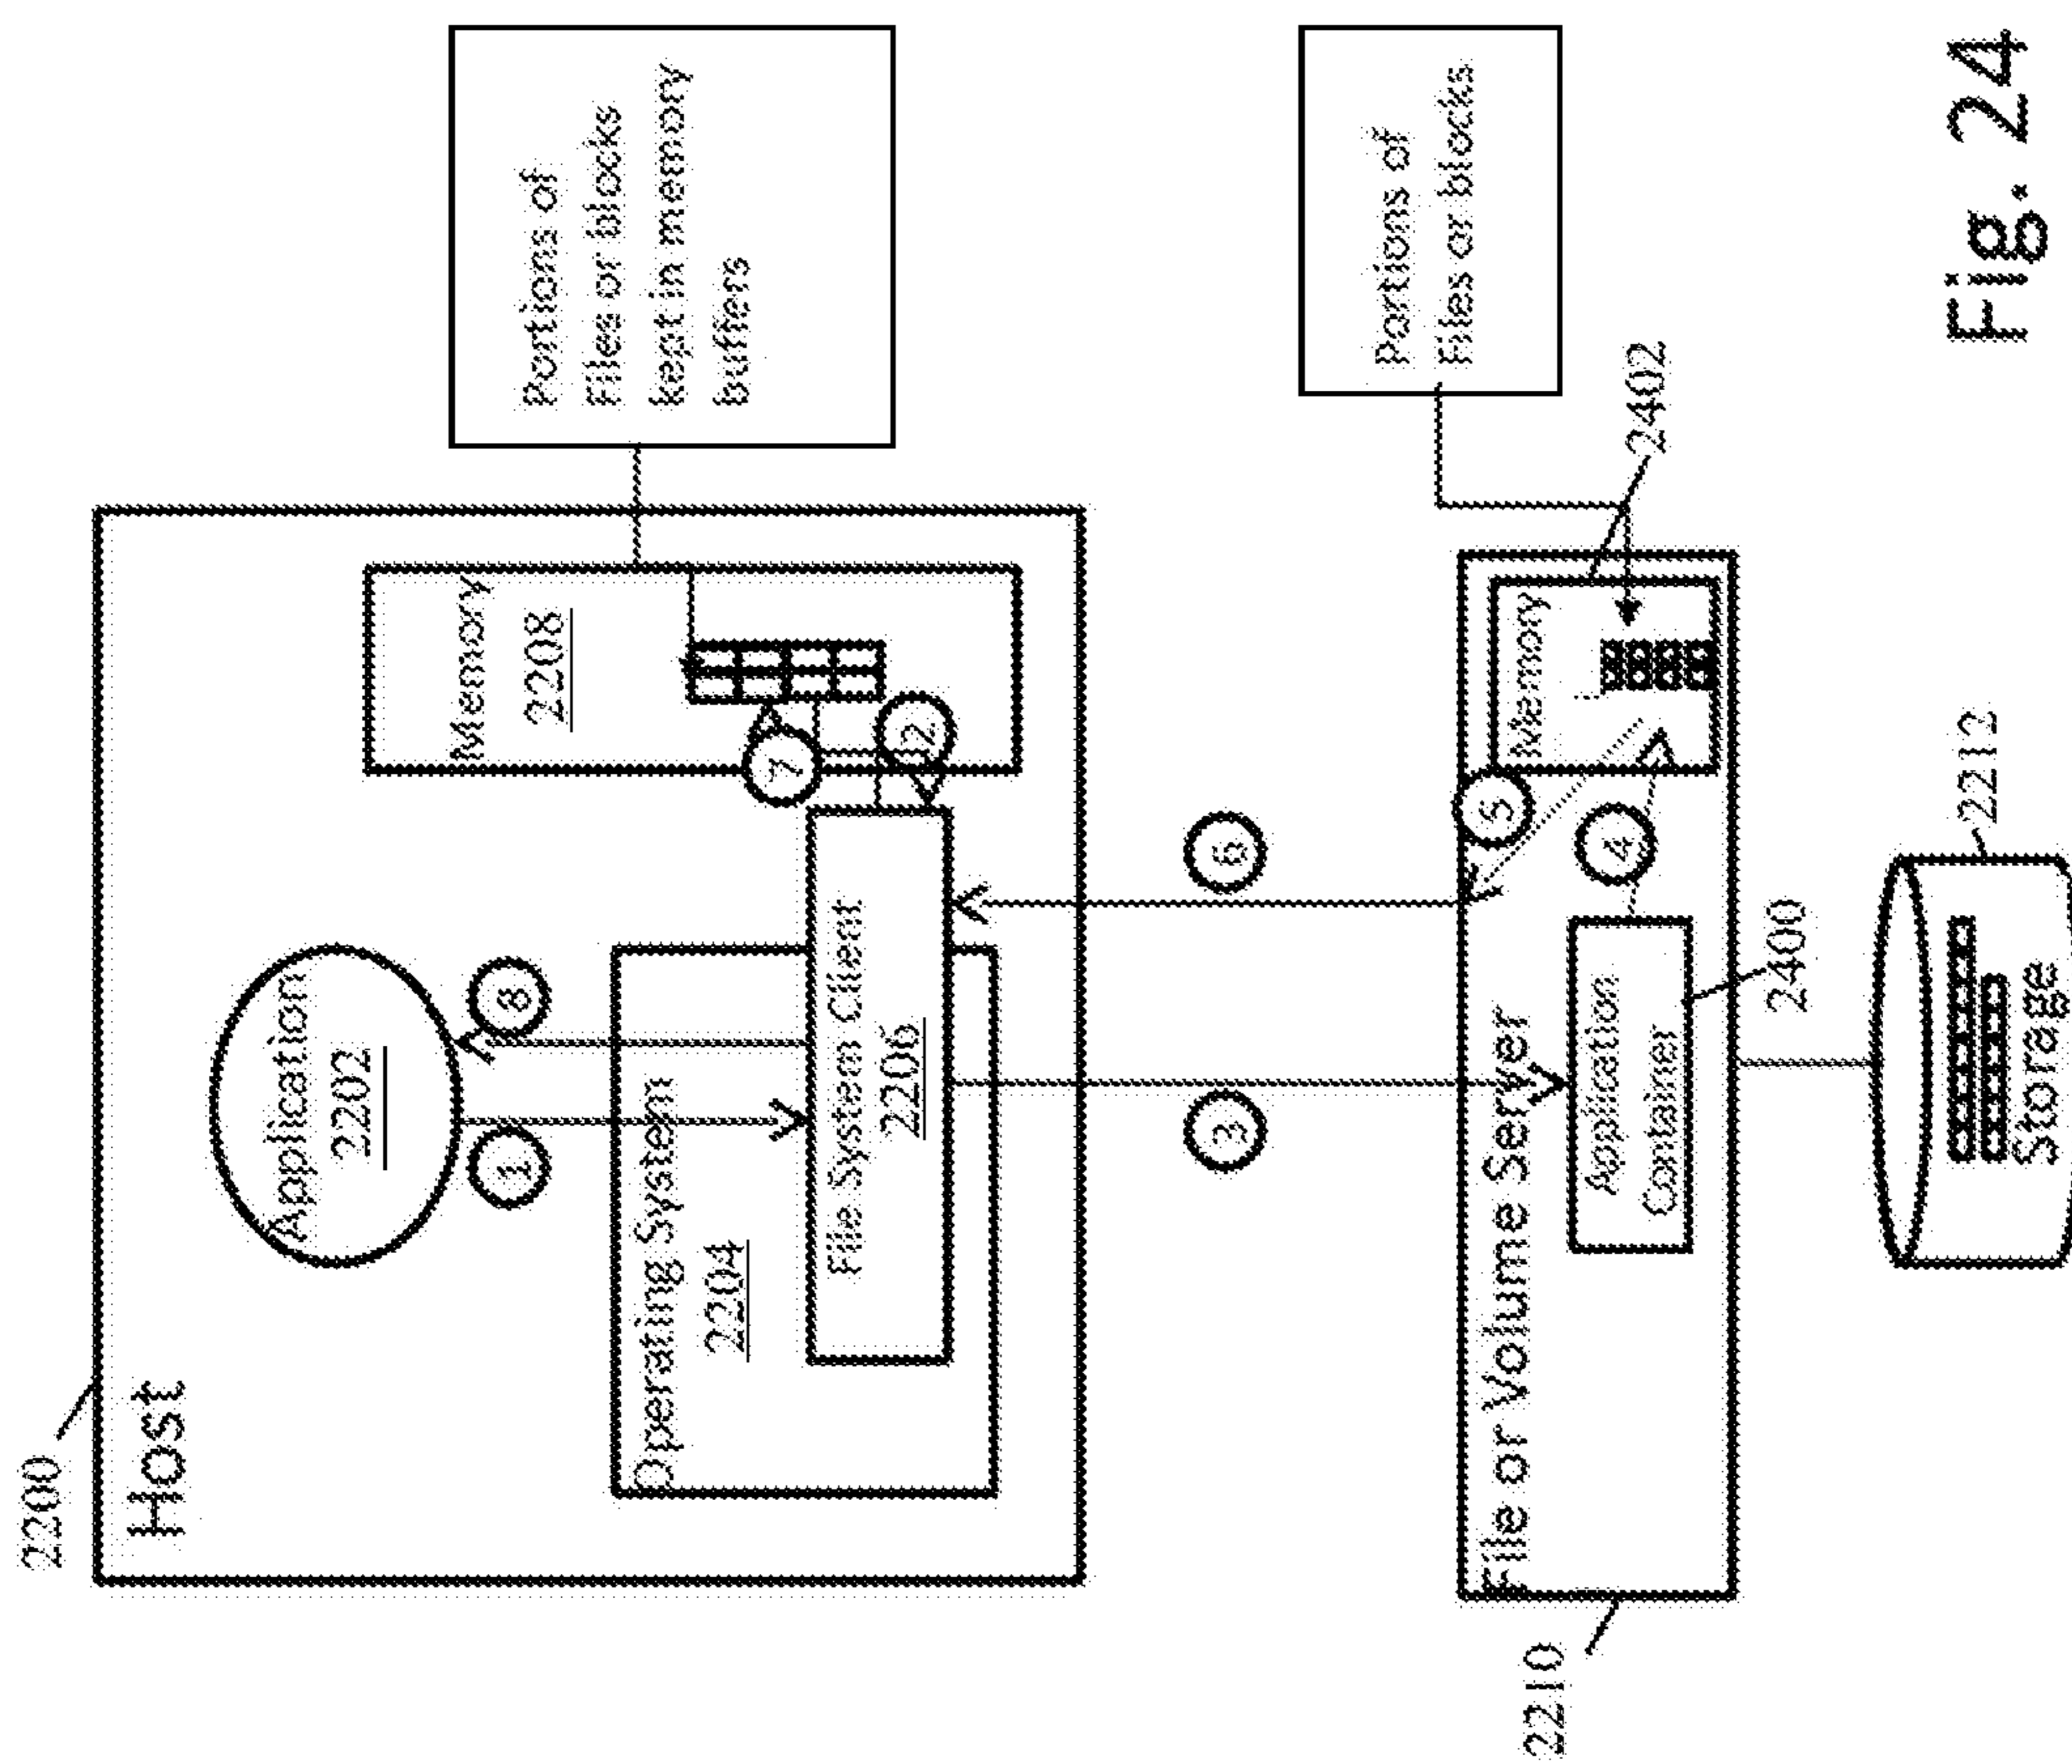 2200
Host
Application
2202
1
8
Operating System
2204
File System Client
2206
Memory
2208
7
2
Portions of
Files or blocks
kept in memory
buffers
3
6
2210
File or Volume Server
Application
Container
2400
4
5
Memory
2402
Portions of
Files or blocks
Storage
2212
Fig. 24